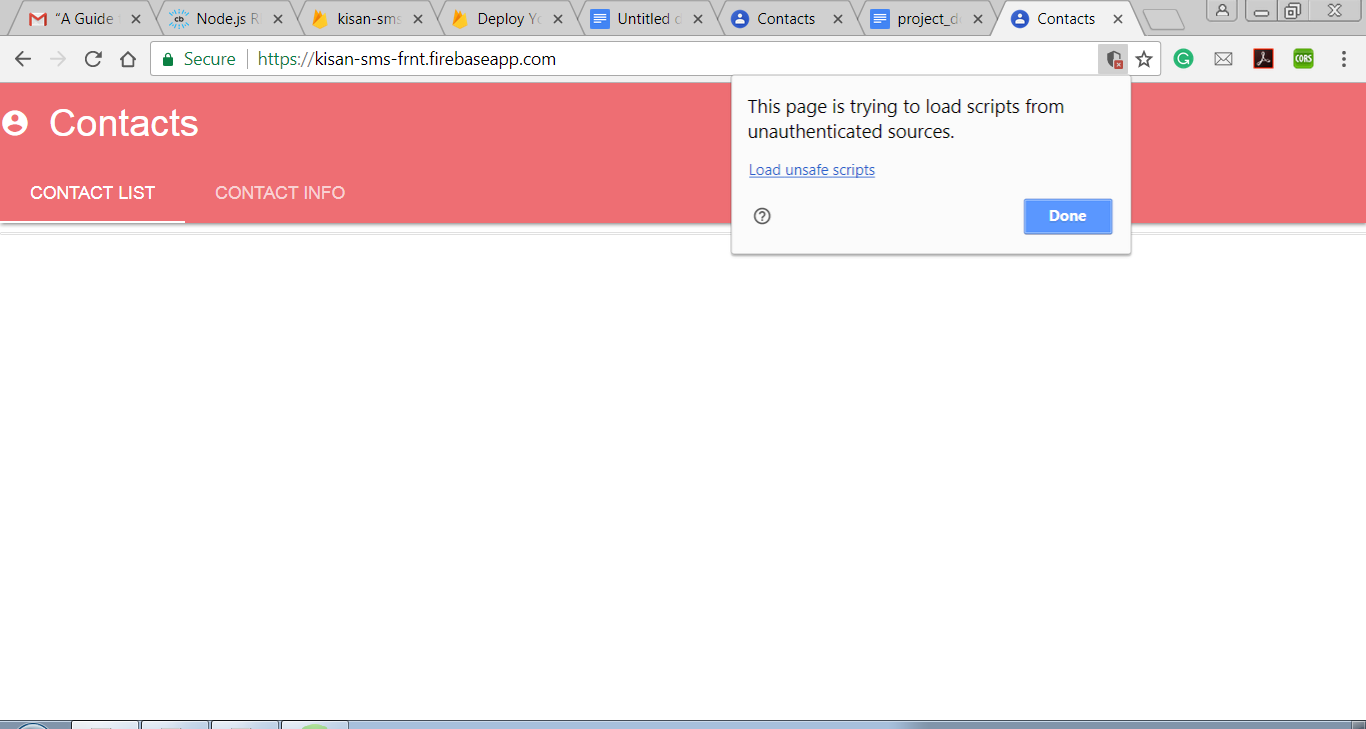 "A Guide
Node.js R
kisan-sms
Deploy Yo
Untitled d
Contacts
project_de
Contacts
Secure
https://kisan-sms-frnt.firebaseapp.com
CORS
This page is trying to load scripts from
unauthenticated sources.
Load unsafe scripts
Done
Contacts
CONTACT LIST
CONTACT INFO